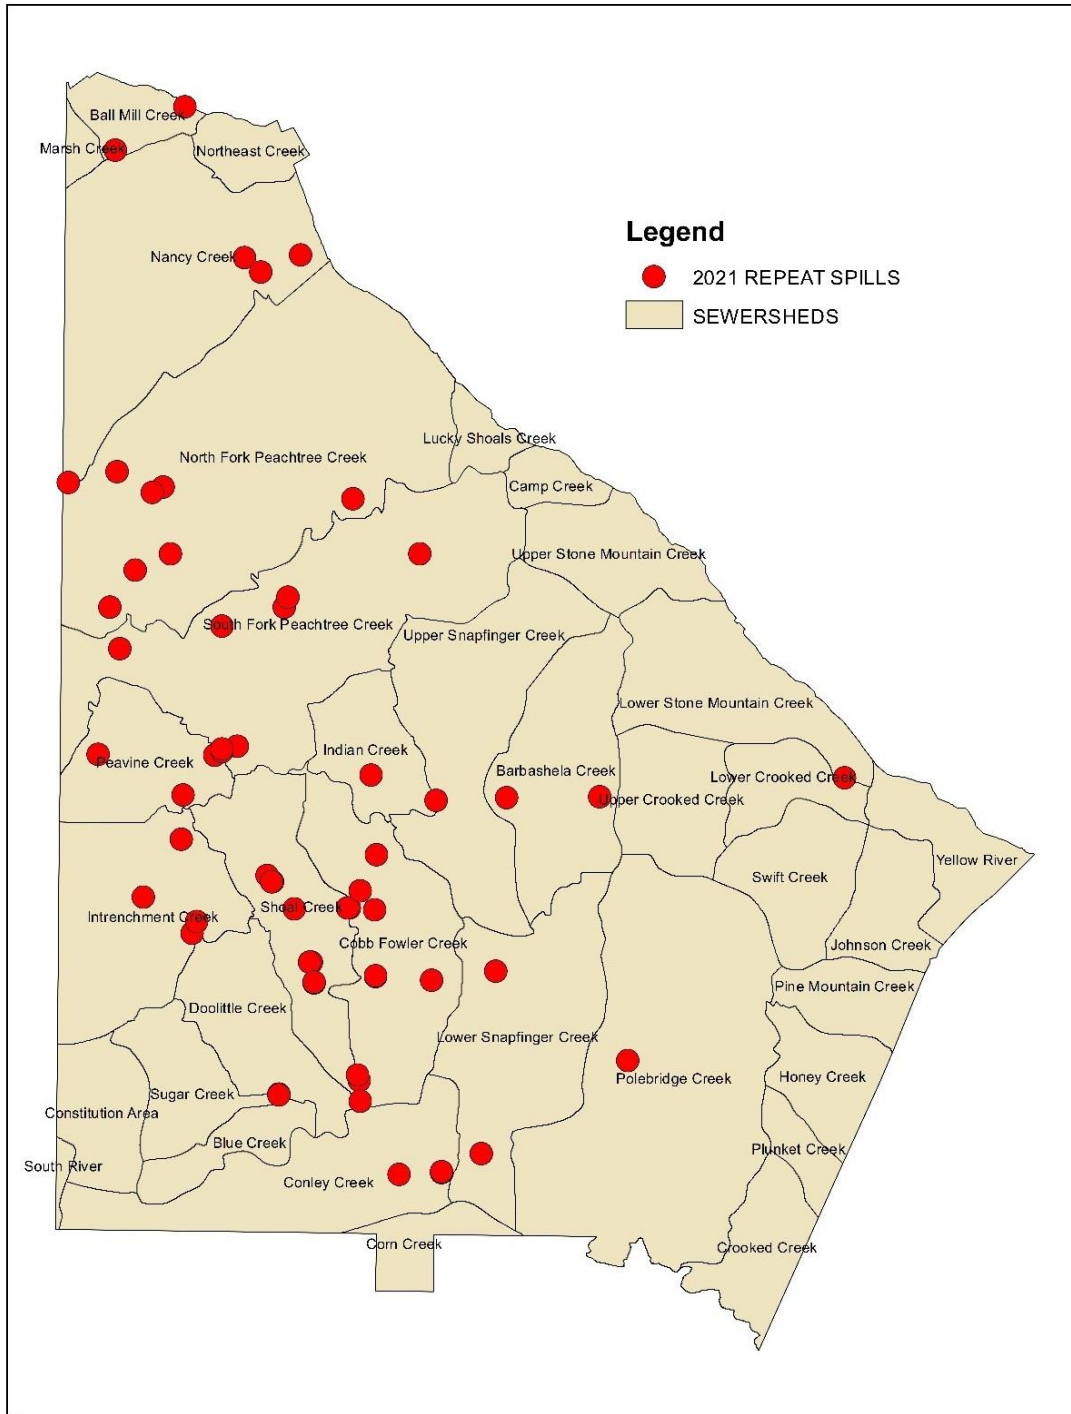 Ball Mill Creek
Marsh Creek
Northeast Creek
Legend
Nancy Creek
2021 REPEAT SPILLS
SEWERSHEDS
Lucky Shoals Creek
North Fork Peachtree Creek
Camp Creek
Upper Stone Mountain Creek
South Fork Peachtree Creek
Upper Snapfinger Creek
Lower Stone Mountain Creek
Indian Creek
Peavine Creek
Barbashela Creek
Lower Crooked Creek
Upper Crooked Creek
Yellow River
Swift Creek
Intrenchment Creek
Shoal Creek
Cobb Fowler Creek
Johnson Creek
Pine Mountain Creek
Doolittle Creek
Lower Snapfinger Creek
Polebridge Creek
Honey Creek
Sugar Creek
Constitution Area
Blue Creek
Plunket Creek
South River
Conley Creek
Corn Creek
Crooked Creek